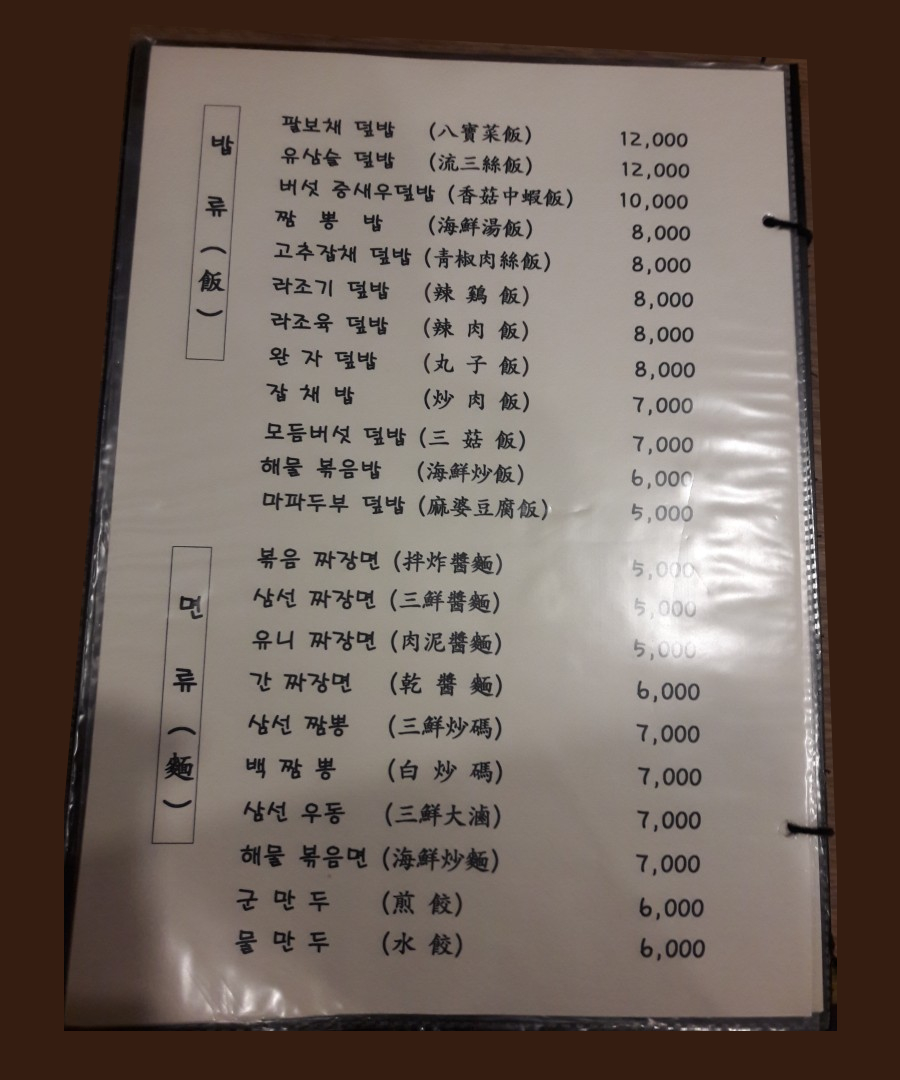 밥류(飯)
팔보채 덮밥 (八寶菜飯) 12,000
유삼슬 덮밥 (流三絲飯) 12,000
버섯 중새우덮밥 (香菇中蝦飯) 10,000
짬 뽕 밥 (海鮮湯飯) 8,000
고추잡채 덮밥 (青椒肉絲飯) 8,000
라조기 덮밥 (辣 鷄 飯) 8,000
라조육 덮밥 (辣 肉 飯) 8,000
완 자 덮밥 (丸 子 飯) 8,000
잡 채 밥 (炒 肉 飯) 7,000
모듬버섯 덮밥 (三 菇 飯) 7,000
해물 볶음밥 (海鮮炒飯) 6,000
마파두부 덮밥 (麻婆豆腐飯) 5,000
면류(麵)
볶음 짜장면 (拌炸醬麵) 5,000
삼선 짜장면 (三鮮醬麵) 5,000
유니 짜장면 (肉泥醬麵) 5,000
간 짜장면 (乾 醬 麵) 6,000
삼선 짬뽕 (三鮮炒碼) 7,000
백 짬 뽕 (白 炒 碼) 7,000
삼선 우동 (三鮮大滷) 7,000
해물 볶음면 (海鮮炒麵) 7,000
군 만 두 (煎 餃) 6,000
물 만 두 (水 餃) 6,000